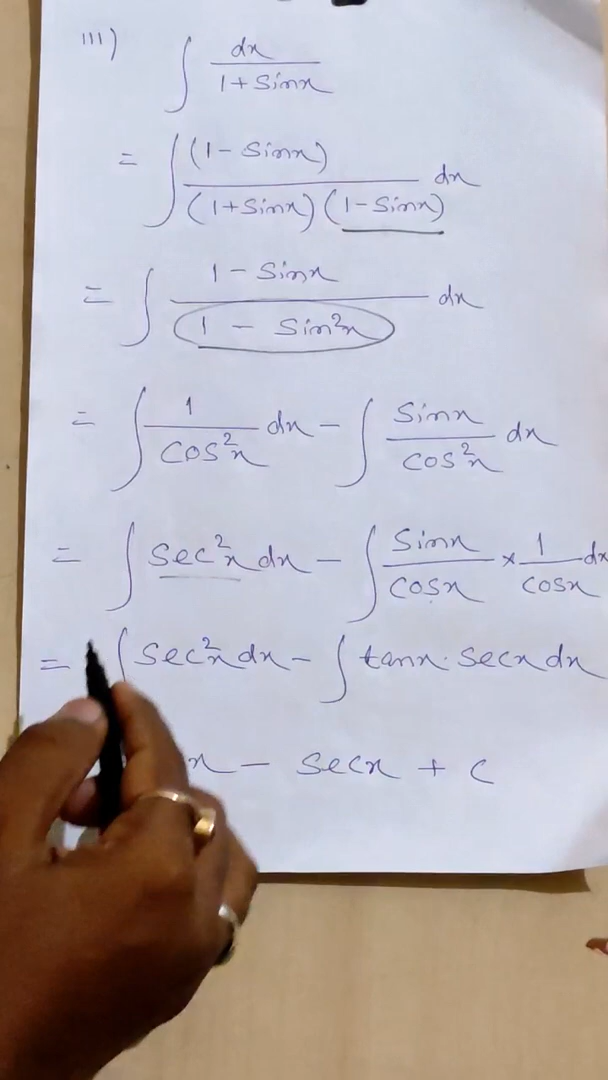 III) ∫ dx / (1 + Sinx)
= ∫ (1 - Sinx) / (1 + Sinx) (1 - Sinx) dx
= ∫ (1 - Sinx) / (1 - Sin²x) dx
= ∫ 1 / COS²x dx - ∫ Sinx / COS²x dx
= ∫ Sec²x dx - ∫ Sinx / COSx × 1 / COSx dx
= ∫ Sec²x dx - ∫ tanx · Secx dx
x - Secx + C